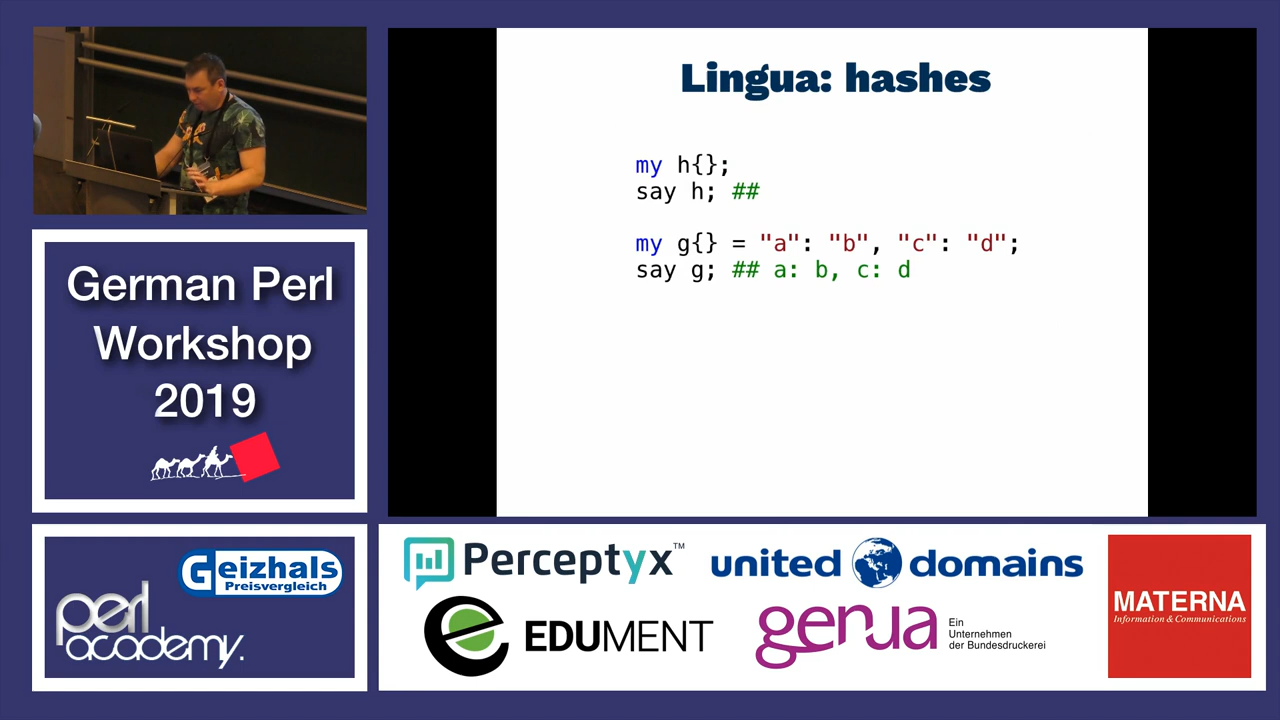 Lingua: hashes
my h{};
say h; ##
my g{} = "a": "b", "c": "d";
say g; ## a: b, c: d
German Perl
Workshop
2019
Geizhals
Preisvergleich
perl
academy.
Perceptyx™
united domains
EDUMENT
genua
Ein
Unternehmen
der Bundesdruckerei
MATERNA
Information & Communications